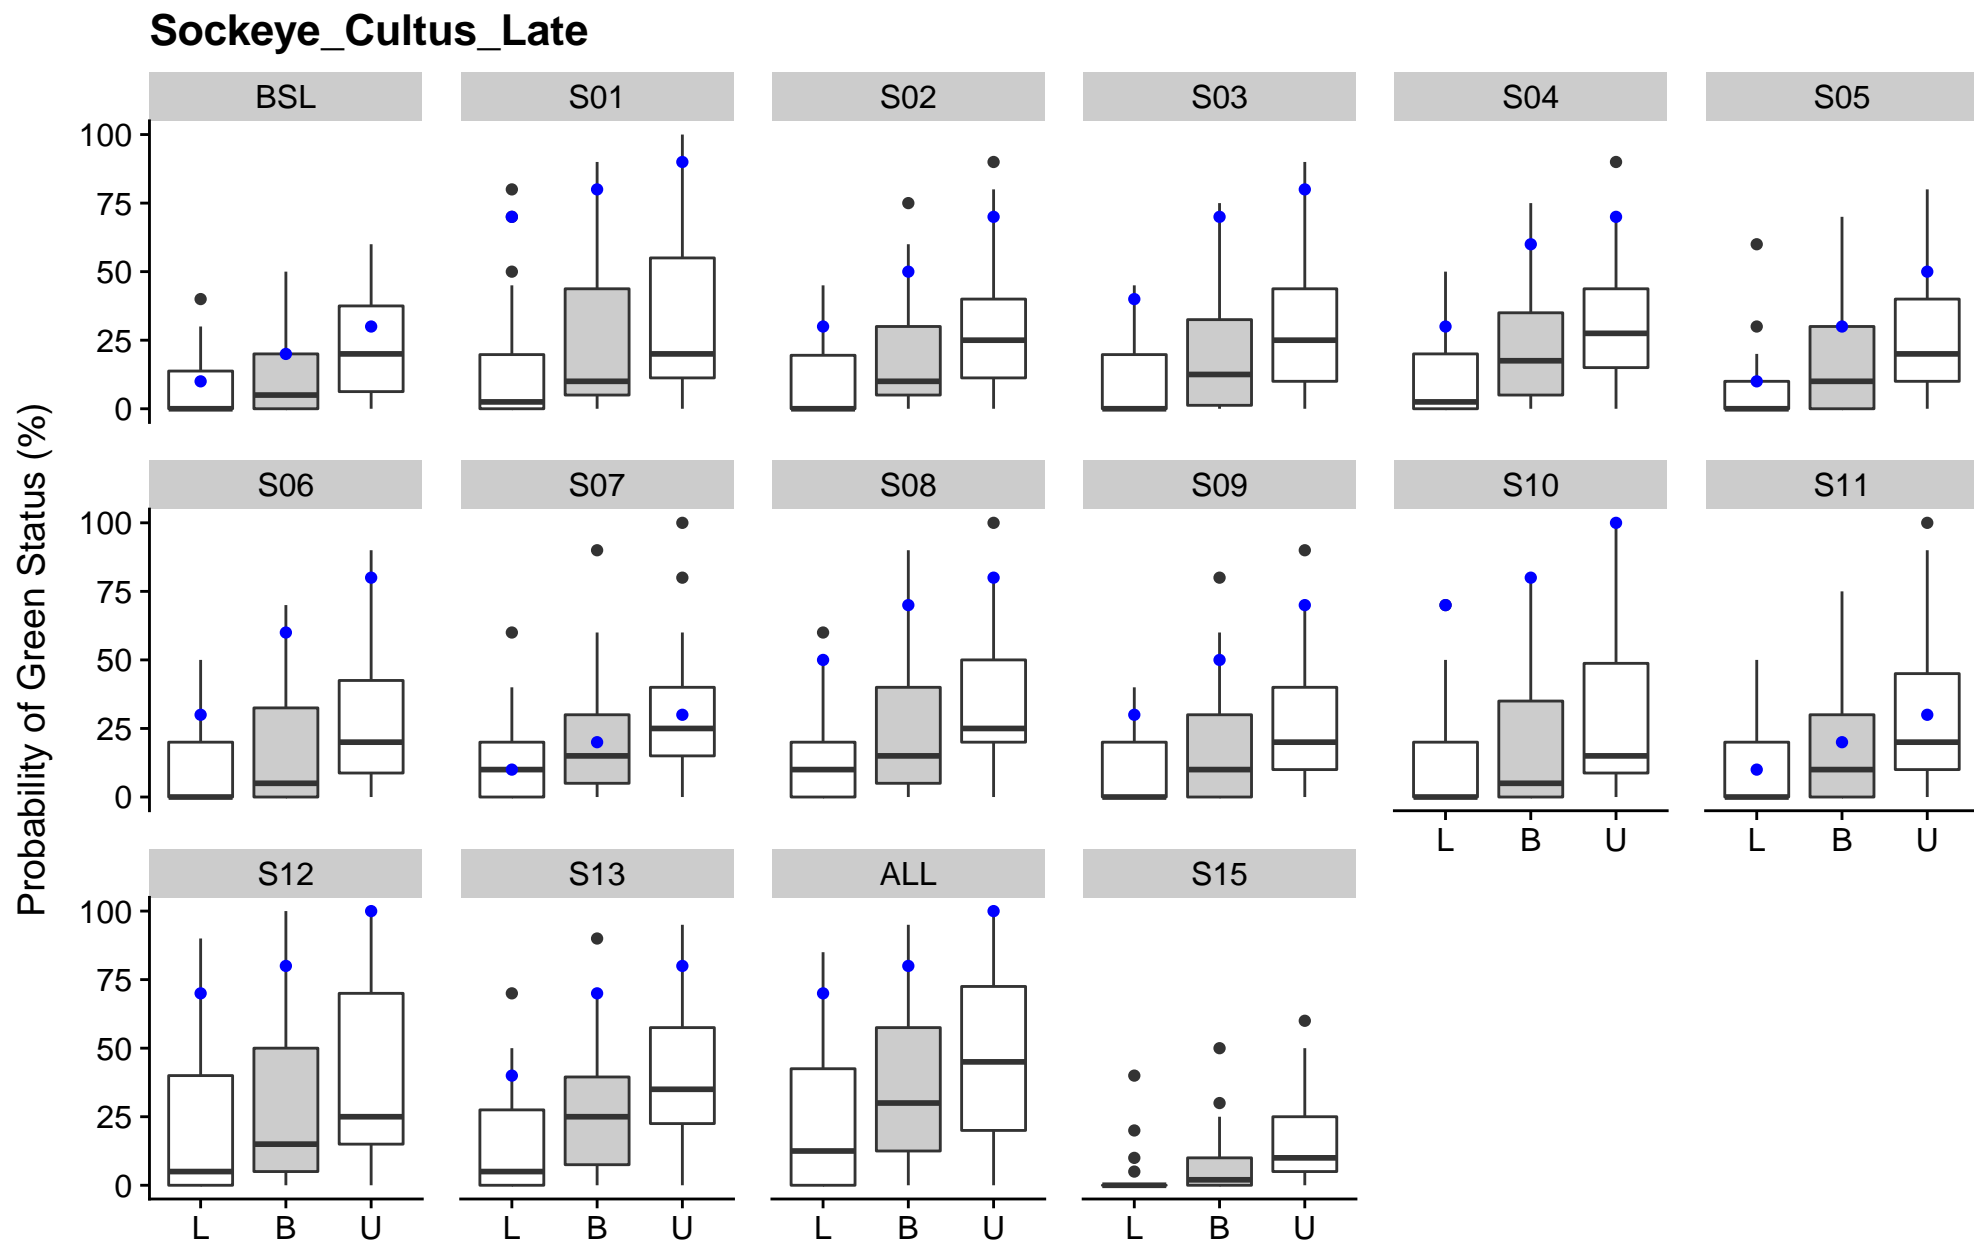 Sockeye_Cultus_Late
BSL S01 S02 S03 S04 S05
100
75
50
25
0
S06 S07 S08 S09 S10 S11
100
75
50
25
0
L B U L B U
S12 S13 ALL S15
100
75
50
25
0
L B U L B U L B U L B U
Probability of Green Status (%)